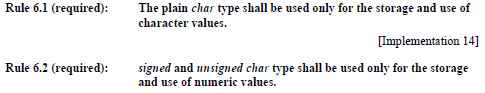 Rule 6.1 (required): The plain char type shall be used only for the storage and use of
character values.
[Implementation 14]
Rule 6.2 (required): signed and unsigned char type shall be used only for the storage
and use of numeric values.